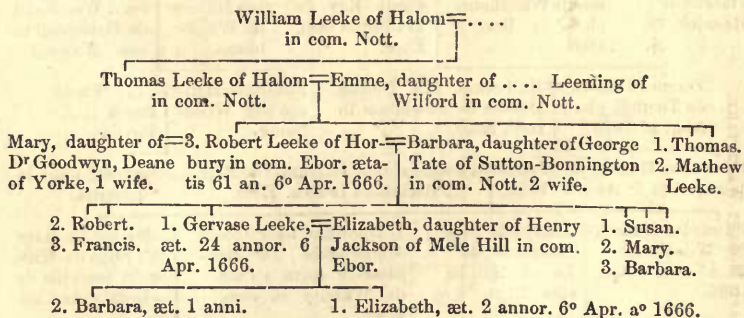 William Leeke of Halom=....
in com. Nott.
Thomas Leeke of Halom=Emme, daughter of .... Leeming of
in com. Nott. Wilford in com. Nott.
Mary, daughter of=3. Robert Leeke of Hor-=Barbara, daughter of George 1. Thomas.
Dr Goodwyn, Deane bury in com. Ebor. æta- Tate of Sutton-Bonnington 2. Mathew
of Yorke, 1 wife. tis 61 an. 6o Apr. 1666. in com. Nott. 2 wife. Leeke.
2. Robert. 1. Gervase Leeke,=Elizabeth, daughter of Henry 1. Susan.
3. Francis. æt. 24 annor. 6 Jackson of Mele Hill in com. 2. Mary.
Apr. 1666. Ebor. 3. Barbara.
2. Barbara, æt. 1 anni. 1. Elizabeth, æt. 2 annor. 6o Apr. ao 1666.